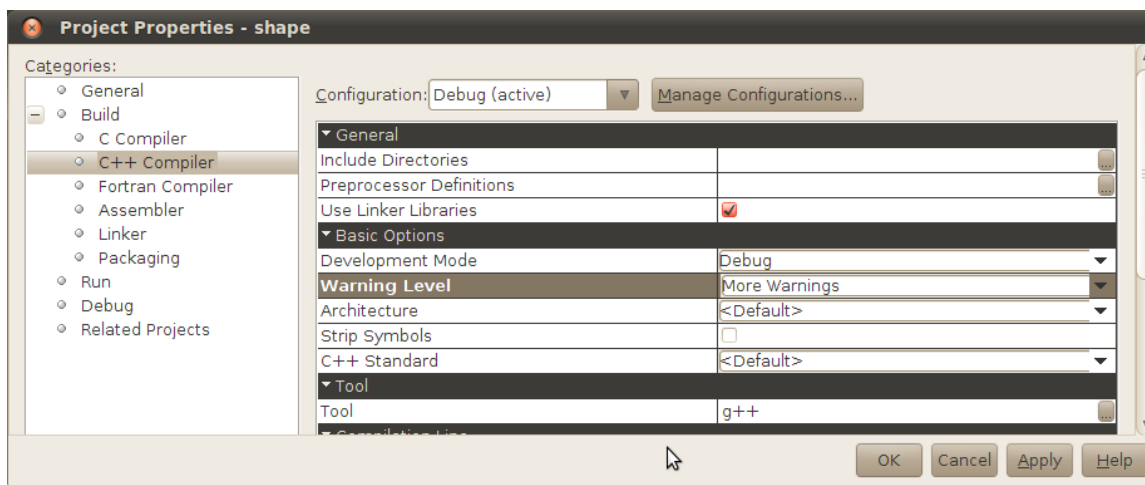 Project Properties - shape
Categories:
General
Build
C Compiler
C++ Compiler
Fortran Compiler
Assembler
Linker
Packaging
Run
Debug
Related Projects
Configuration: Debug (active) Manage Configurations...
General
Include Directories ...
Preprocessor Definitions ...
Use Linker Libraries
Basic Options
Development Mode Debug
Warning Level More Warnings
Architecture <Default>
Strip Symbols
C++ Standard <Default>
Tool
Tool g++ ...
Compilation Line
OK Cancel Apply Help